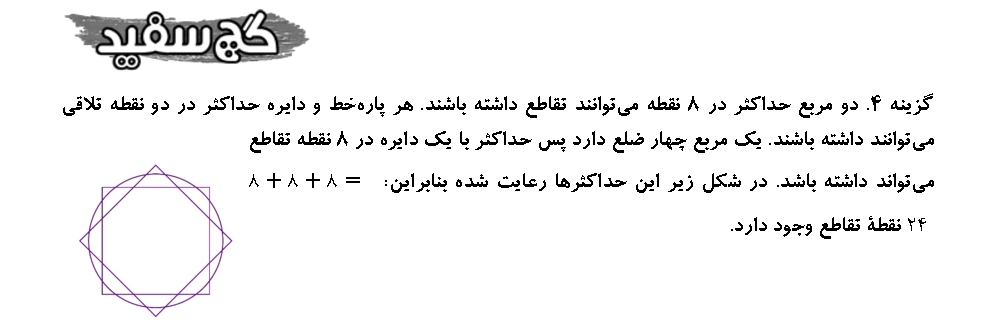 گچ سفید
گزینه ۴. دو مربع حداکثر در ۸ نقطه می‌توانند تقاطع داشته باشند. هر پاره‌خط و دایره حداکثر در دو نقطه تلاقی
می‌توانند داشته باشند. یک مربع چهار ضلع دارد پس حداکثر با یک دایره در ۸ نقطه تقاطع
می‌تواند داشته باشد. در شکل زیر این حداکثرها رعایت شده بنابراین: ۸ + ۸ + ۸ =
۲۴ نقطهٔ تقاطع وجود دارد.